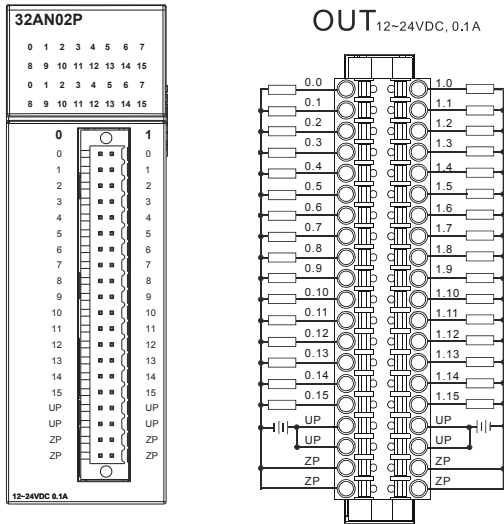 32AN02P
0 1 2 3 4 5 6 7
8 9 10 11 12 13 14 15
0 1 2 3 4 5 6 7
8 9 10 11 12 13 14 15
0 1
0 0
1 1
2 2
3 3
4 4
5 5
6 6
7 7
8 8
9 9
10 10
11 11
12 12
13 13
14 14
15 15
UP UP
UP UP
ZP ZP
ZP ZP
12~24VDC 0.1A
OUT12~24VDC, 0.1A
0.0 1.0
0.1 1.1
0.2 1.2
0.3 1.3
0.4 1.4
0.5 1.5
0.6 1.6
0.7 1.7
0.8 1.8
0.9 1.9
0.10 1.10
0.11 1.11
0.12 1.12
0.13 1.13
0.14 1.14
0.15 1.15
UP UP
UP UP
ZP ZP
ZP ZP